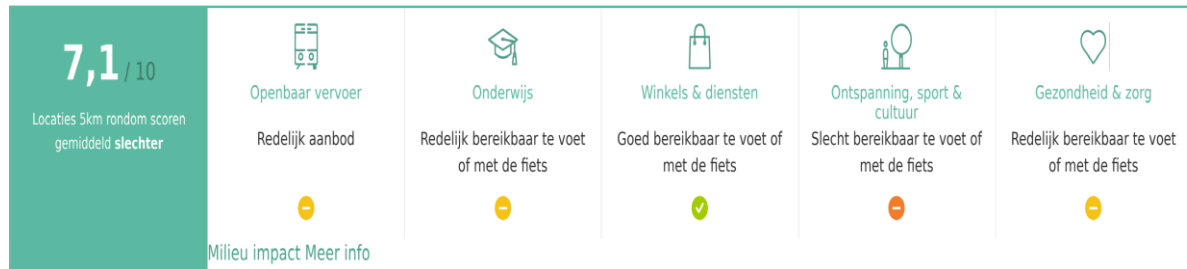 7,1 / 10
Locaties 5km rondom scoren
gemiddeld slechter
Openbaar vervoer
Redelijk aanbod
Onderwijs
Redelijk bereikbaar te voet
of met de fiets
Winkels & diensten
Goed bereikbaar te voet of
met de fiets
Ontspanning, sport &
cultuur
Slecht bereikbaar te voet of
met de fiets
Gezondheid & zorg
Redelijk bereikbaar te voet
of met de fiets
Milieu impact Meer info